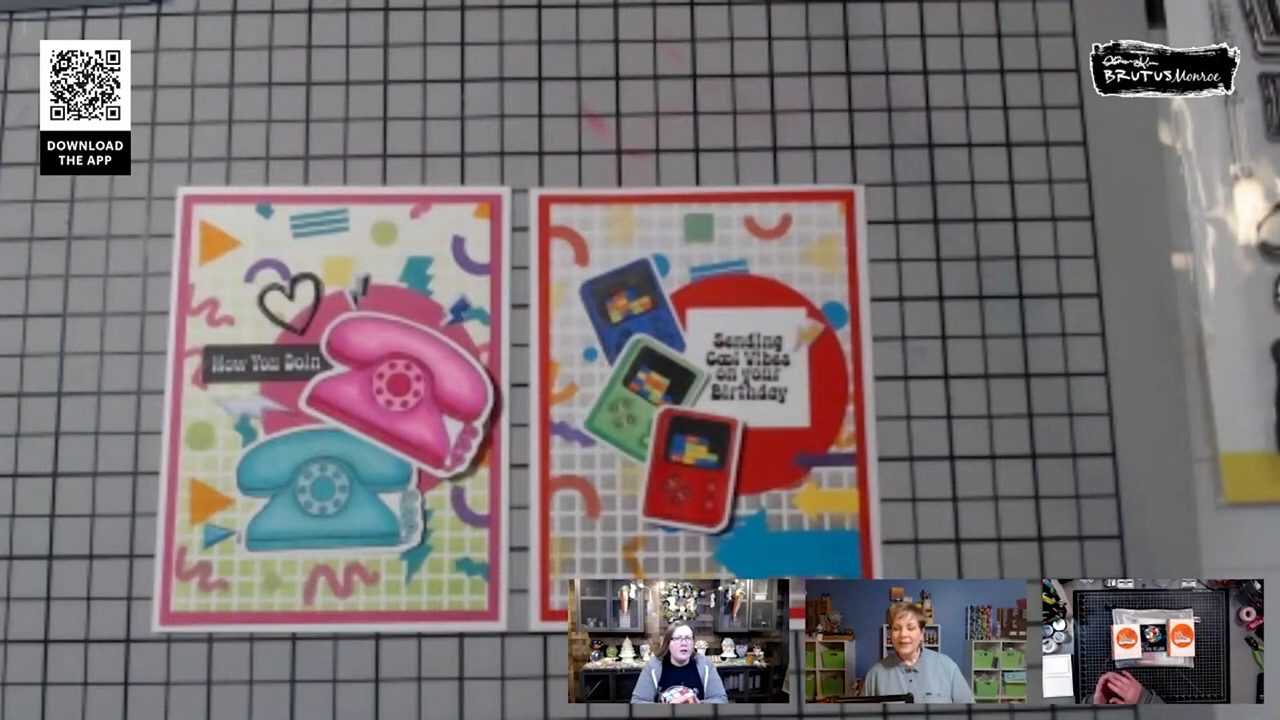 DOWNLOAD
THE APP
BRUTUS Monroe
How You Doin
Sending
Cool Vibes
on your
Birthday